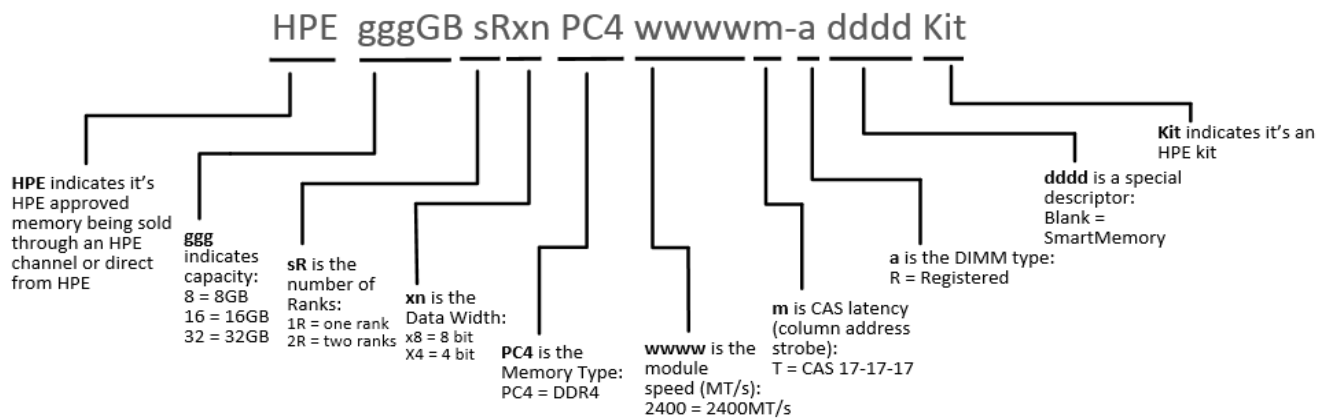 HPE gggGB sRxn PC4 wwwwm-a dddd Kit
HPE indicates it's
HPE approved
memory being sold
through an HPE
channel or direct
from HPE
ggg
indicates
capacity:
8 = 8GB
16 = 16GB
32 = 32GB
sR is the
number of
Ranks:
1R = one rank
2R = two ranks
xn is the
Data Width:
x8 = 8 bit
X4 = 4 bit
PC4 is the
Memory Type:
PC4 = DDR4
wwww is the
module
speed (MT/s):
2400 = 2400MT/s
m is CAS latency
(column address
strobe):
T = CAS 17-17-17
a is the DIMM type:
R = Registered
dddd is a special
descriptor:
Blank =
SmartMemory
Kit indicates it's an
HPE kit